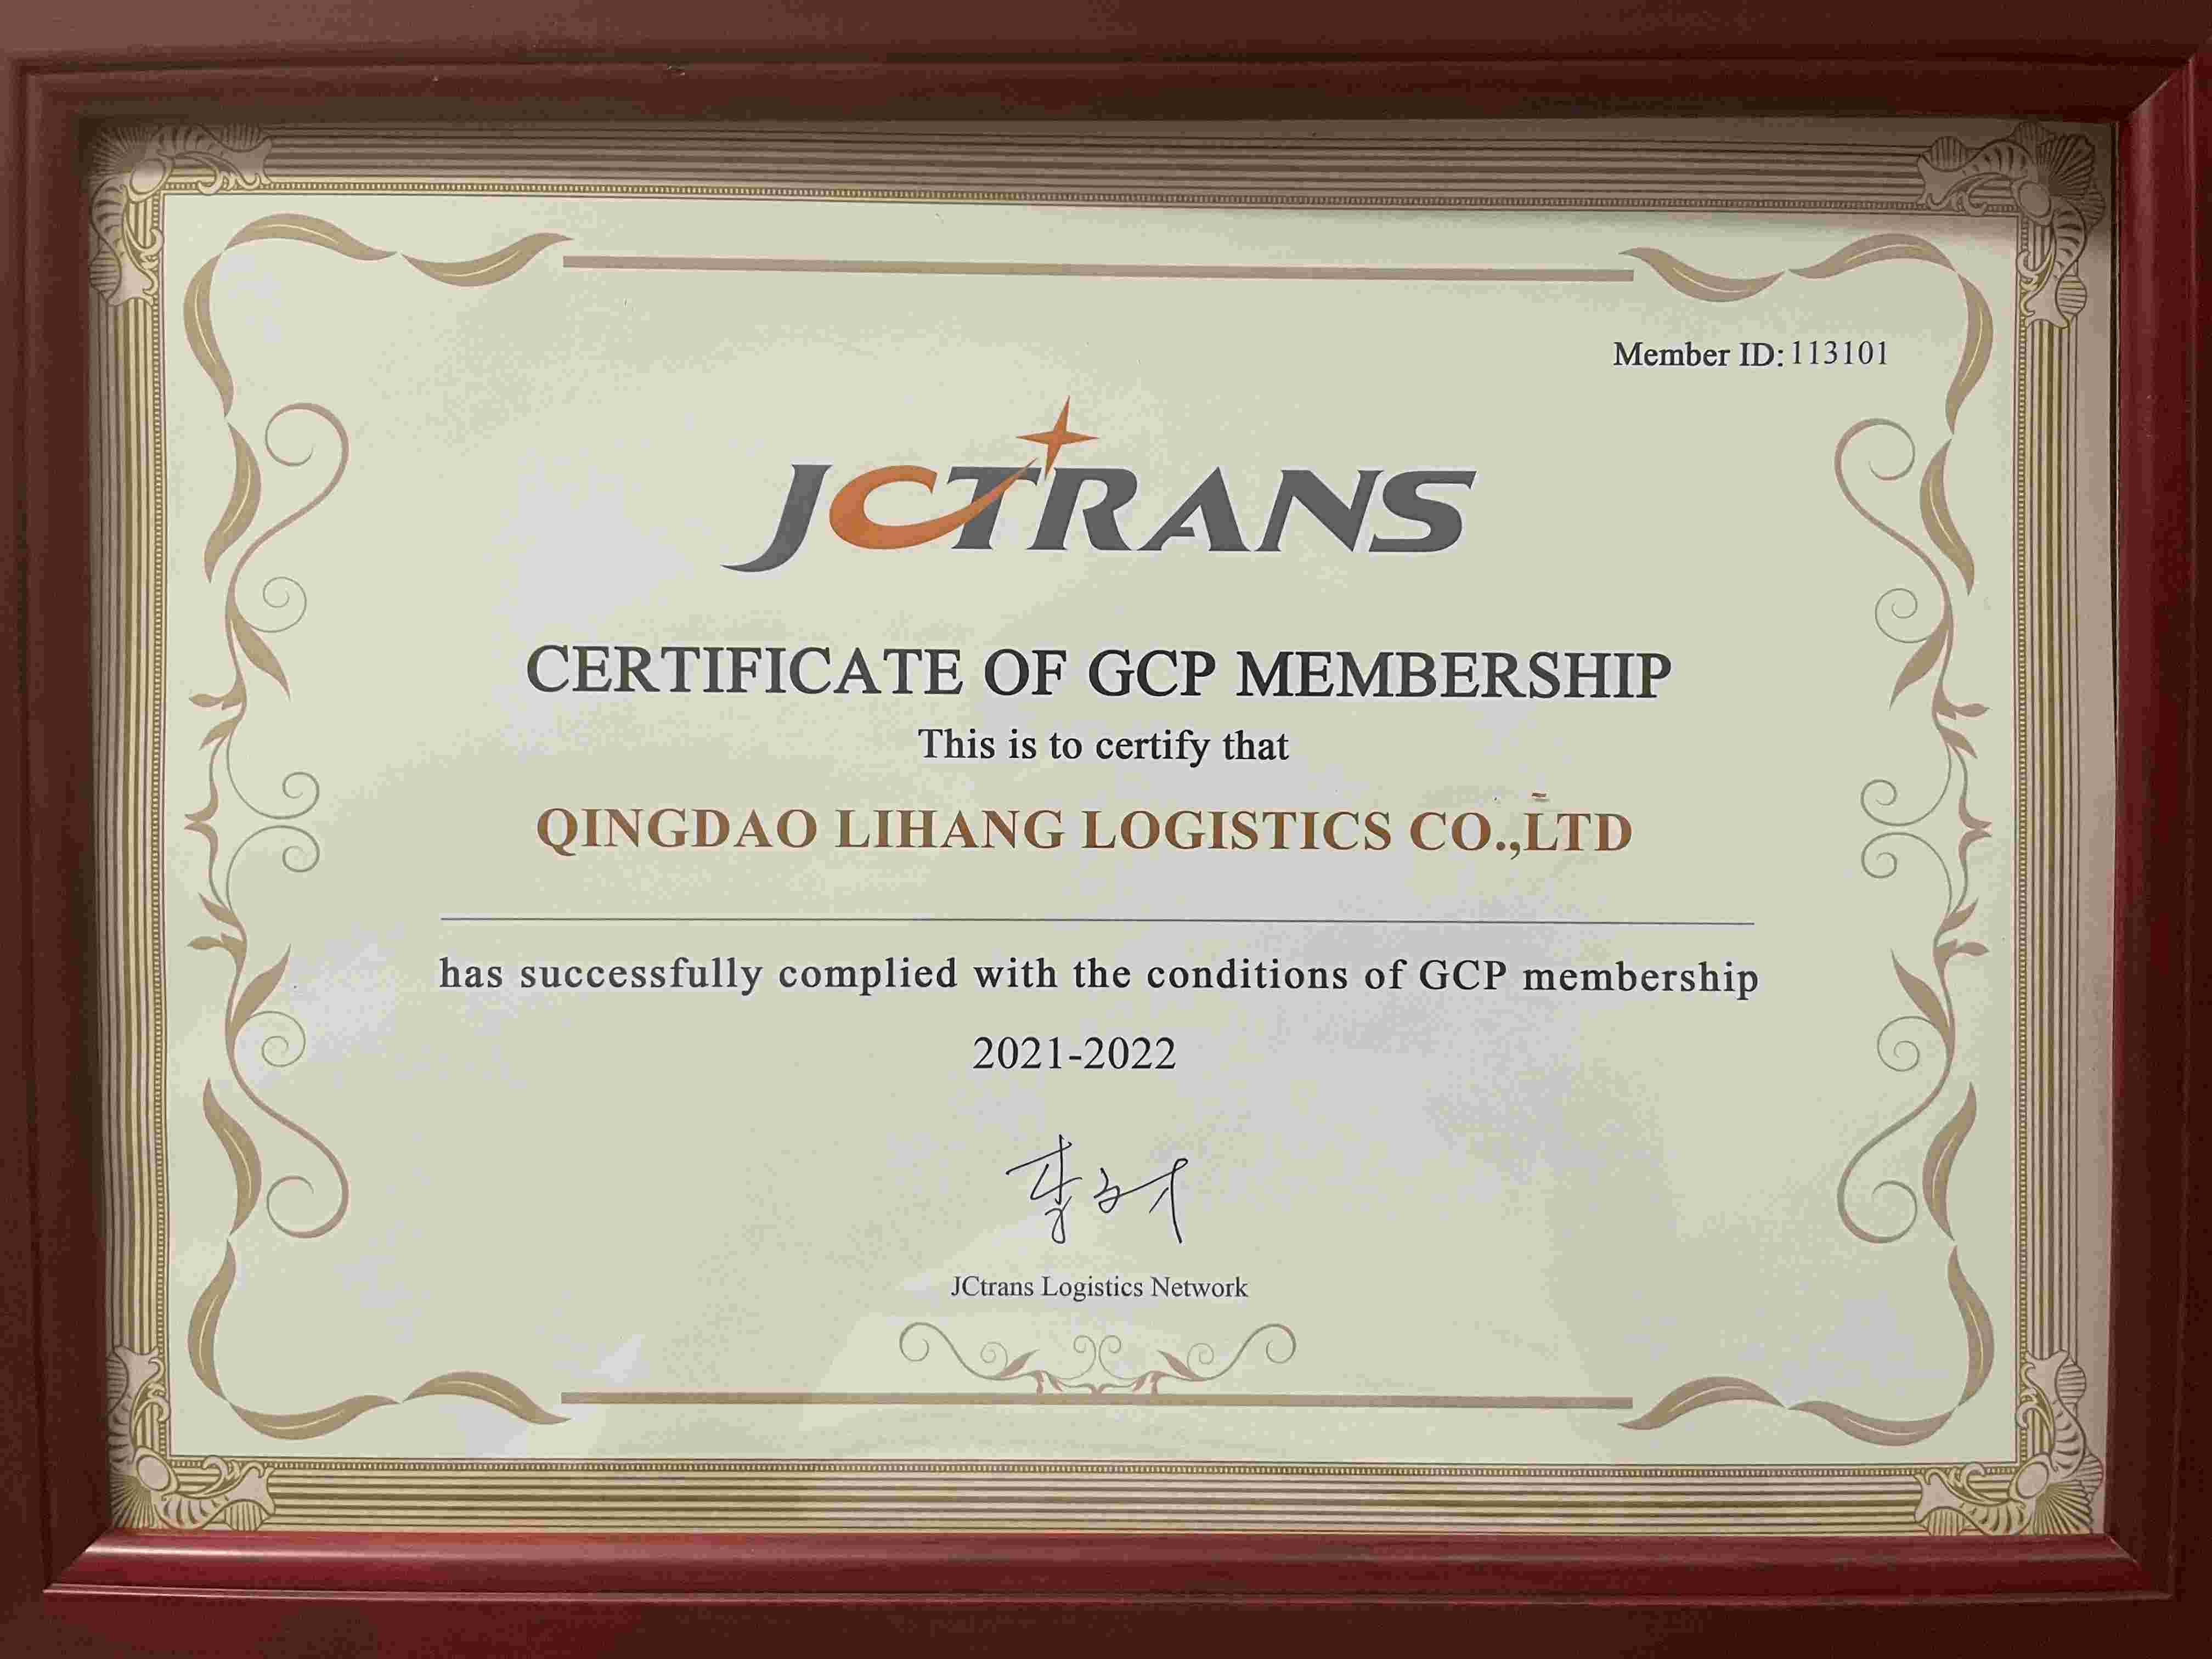 Member ID:113101
JCTRANS
CERTIFICATE OF GCP MEMBERSHIP
This is to certify that
QINGDAO LIHANG LOGISTICS CO.,LTD
has successfully complied with the conditions of GCP membership
2021-2022
JCtrans Logistics Network